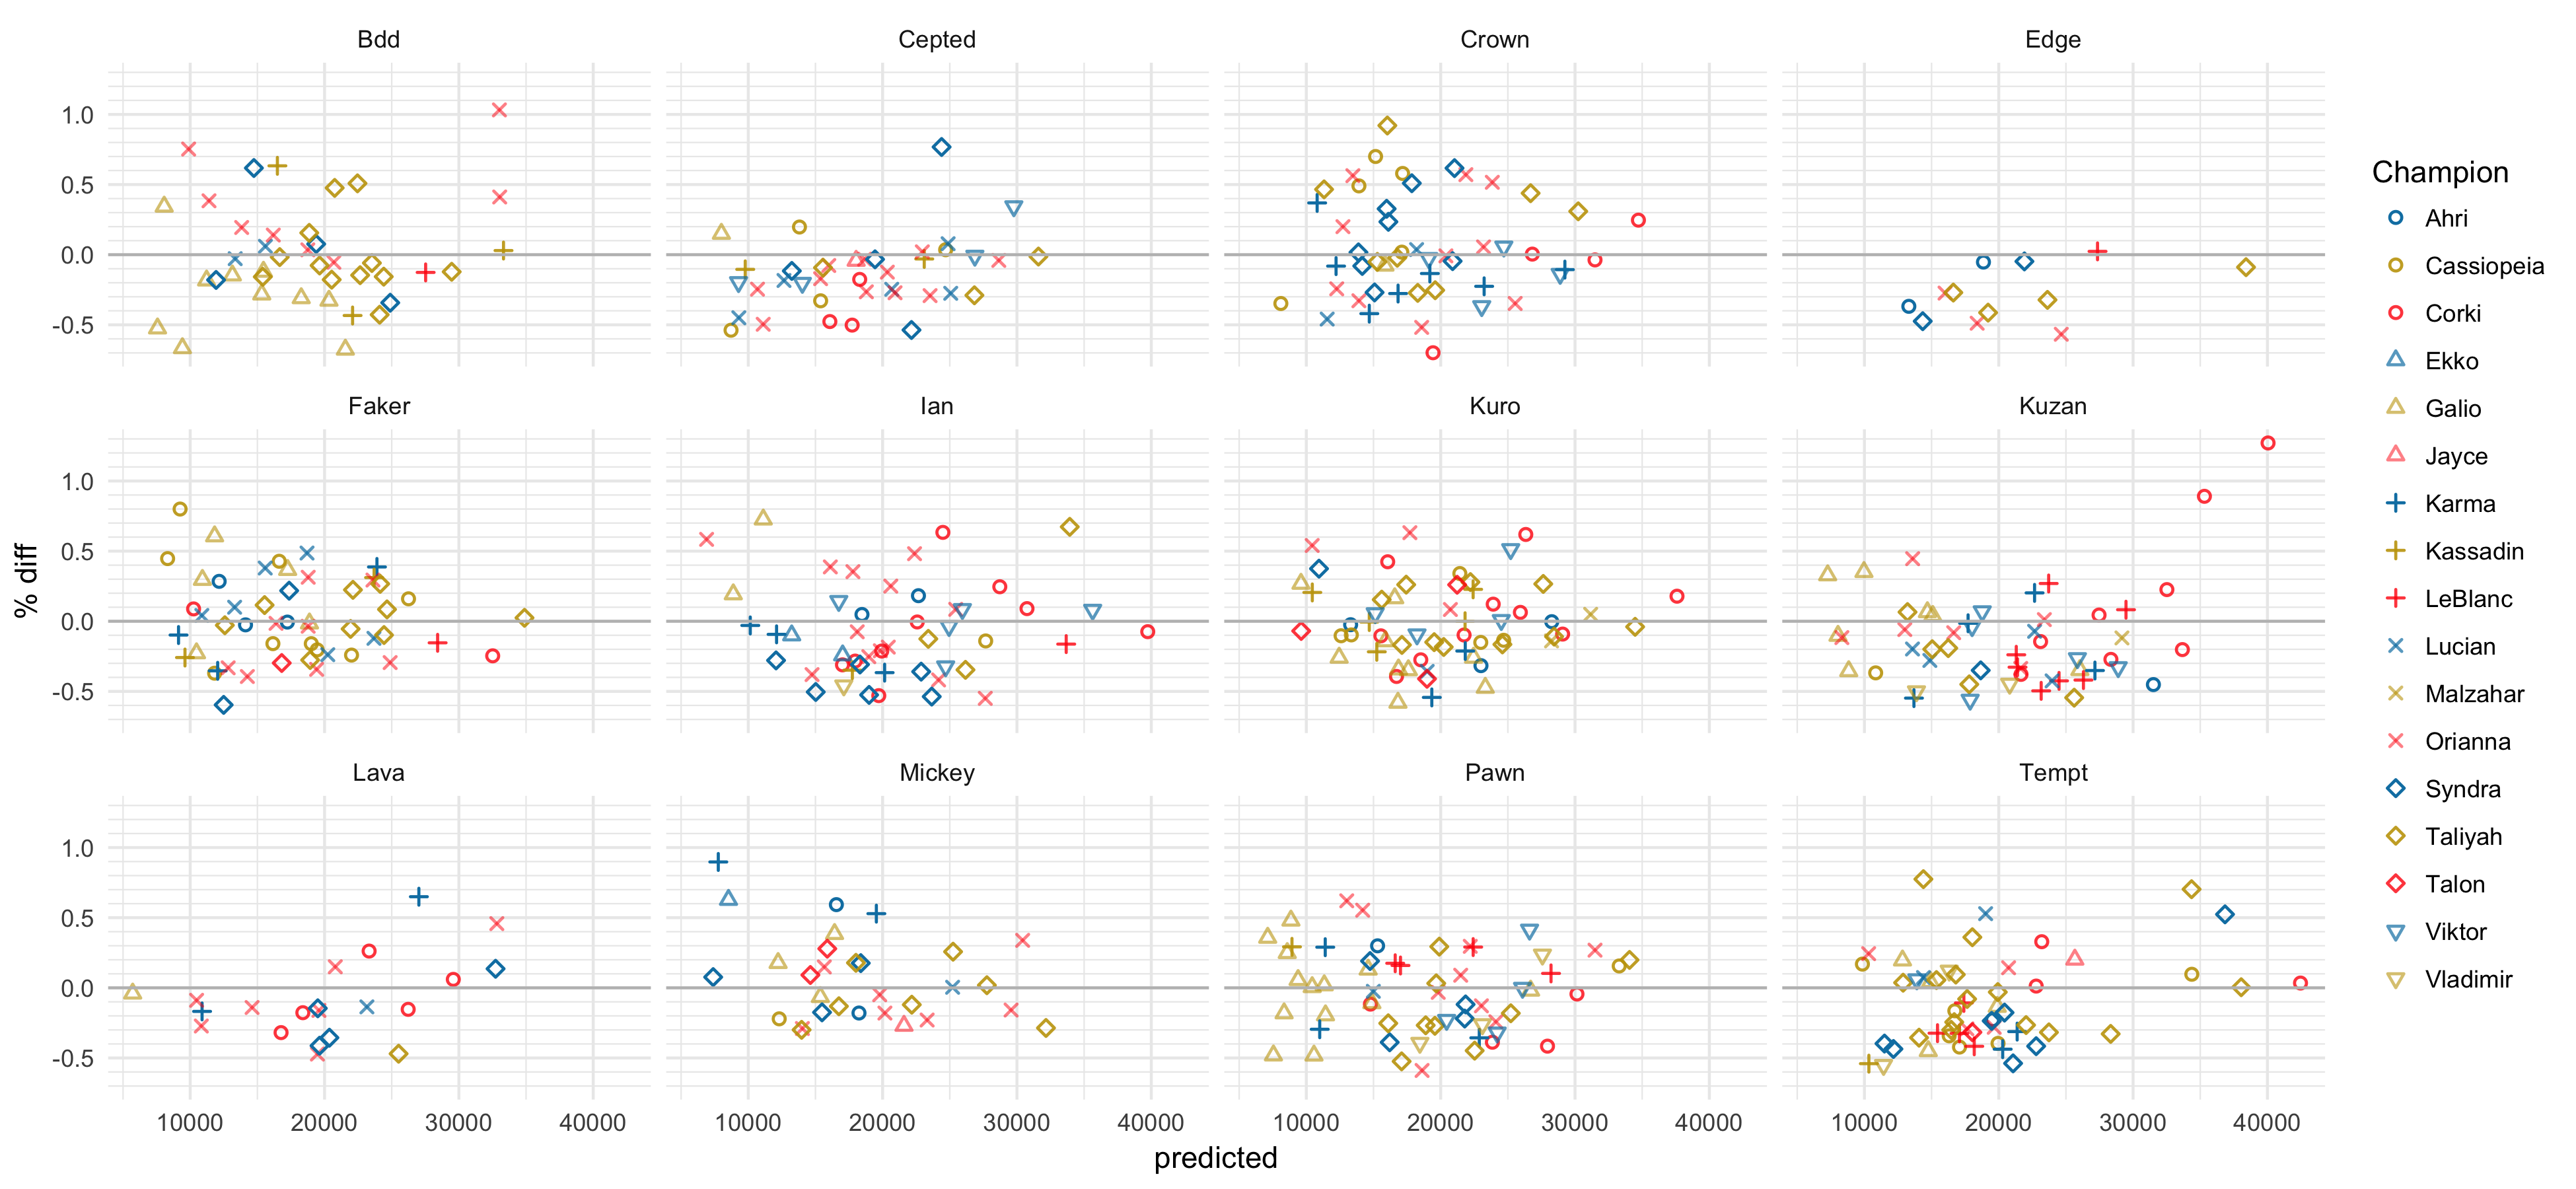 Bdd Cepted Crown Edge
1.0
0.5
0.0
-0.5
Faker Ian Kuro Kuzan
1.0
0.5
0.0
-0.5
Lava Mickey Pawn Tempt
1.0
0.5
0.0
-0.5
10000 20000 30000 40000 10000 20000 30000 40000 10000 20000 30000 40000 10000 20000 30000 40000
predicted
% diff
Champion
Ahri
Cassiopeia
Corki
Ekko
Galio
Jayce
Karma
Kassadin
LeBlanc
Lucian
Malzahar
Orianna
Syndra
Taliyah
Talon
Viktor
Vladimir